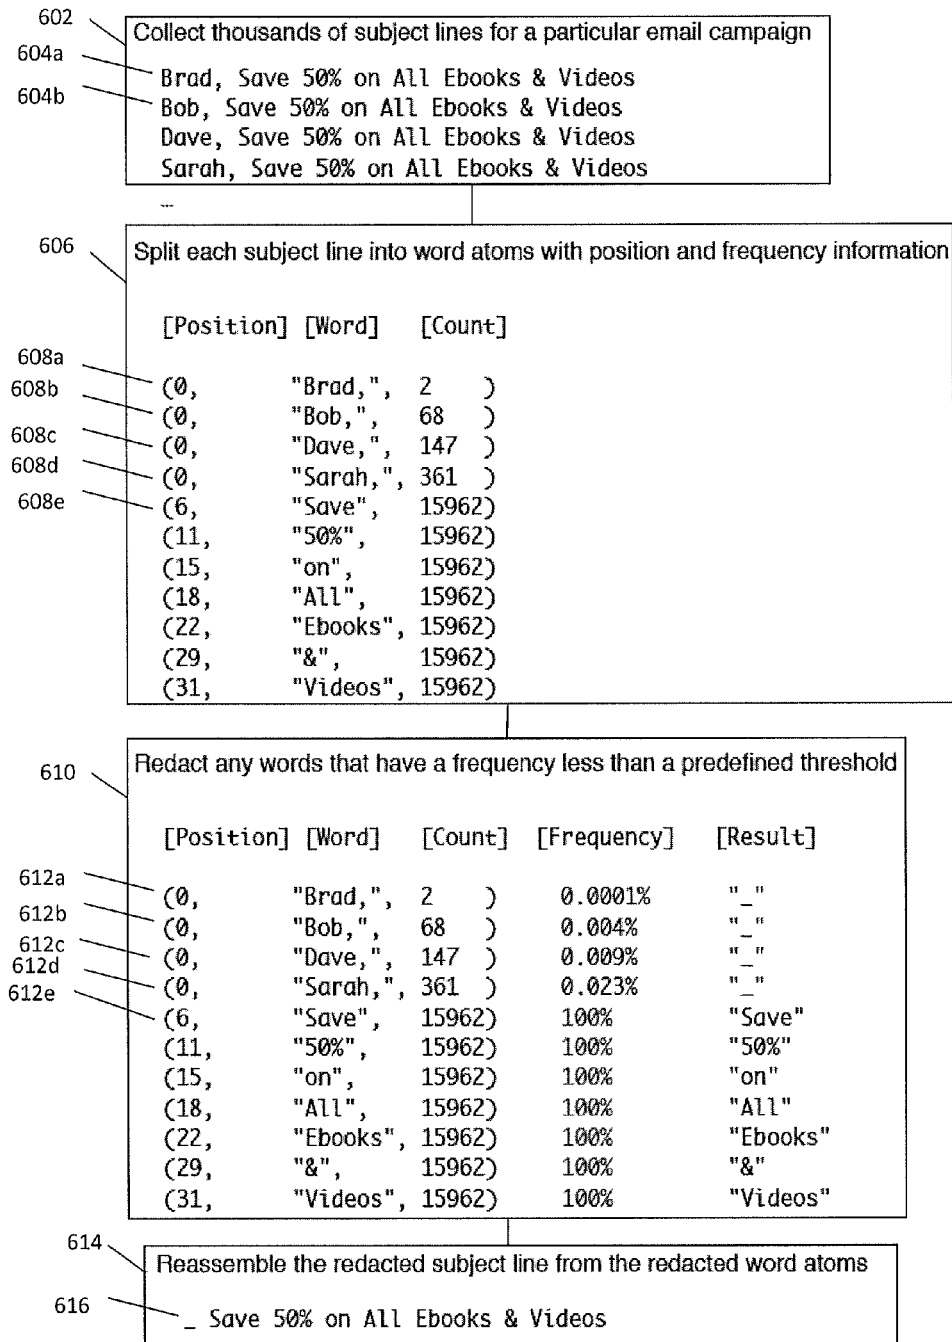 602
Collect thousands of subject lines for a particular email campaign
604a
Brad, Save 50% on All Ebooks & Videos
604b
Bob, Save 50% on All Ebooks & Videos
Dave, Save 50% on All Ebooks & Videos
Sarah, Save 50% on All Ebooks & Videos
...
606
Split each subject line into word atoms with position and frequency information
[Position] [Word] [Count]
608a
(0, "Brad,", 2 )
608b
(0, "Bob,", 68 )
608c
(0, "Dave,", 147 )
608d
(0, "Sarah,", 361 )
608e
(6, "Save", 15962)
(11, "50%", 15962)
(15, "on", 15962)
(18, "All", 15962)
(22, "Ebooks", 15962)
(29, "&", 15962)
(31, "Videos", 15962)
610
Redact any words that have a frequency less than a predefined threshold
[Position] [Word] [Count] [Frequency] [Result]
612a
(0, "Brad,", 2 ) 0.0001% "_"
612b
(0, "Bob,", 68 ) 0.004% "_"
612c
(0, "Dave,", 147 ) 0.009% "_"
612d
(0, "Sarah,", 361 ) 0.023% "_"
612e
(6, "Save", 15962) 100% "Save"
(11, "50%", 15962) 100% "50%"
(15, "on", 15962) 100% "on"
(18, "All", 15962) 100% "All"
(22, "Ebooks", 15962) 100% "Ebooks"
(29, "&", 15962) 100% "&"
(31, "Videos", 15962) 100% "Videos"
614
Reassemble the redacted subject line from the redacted word atoms
616
_ Save 50% on All Ebooks & Videos